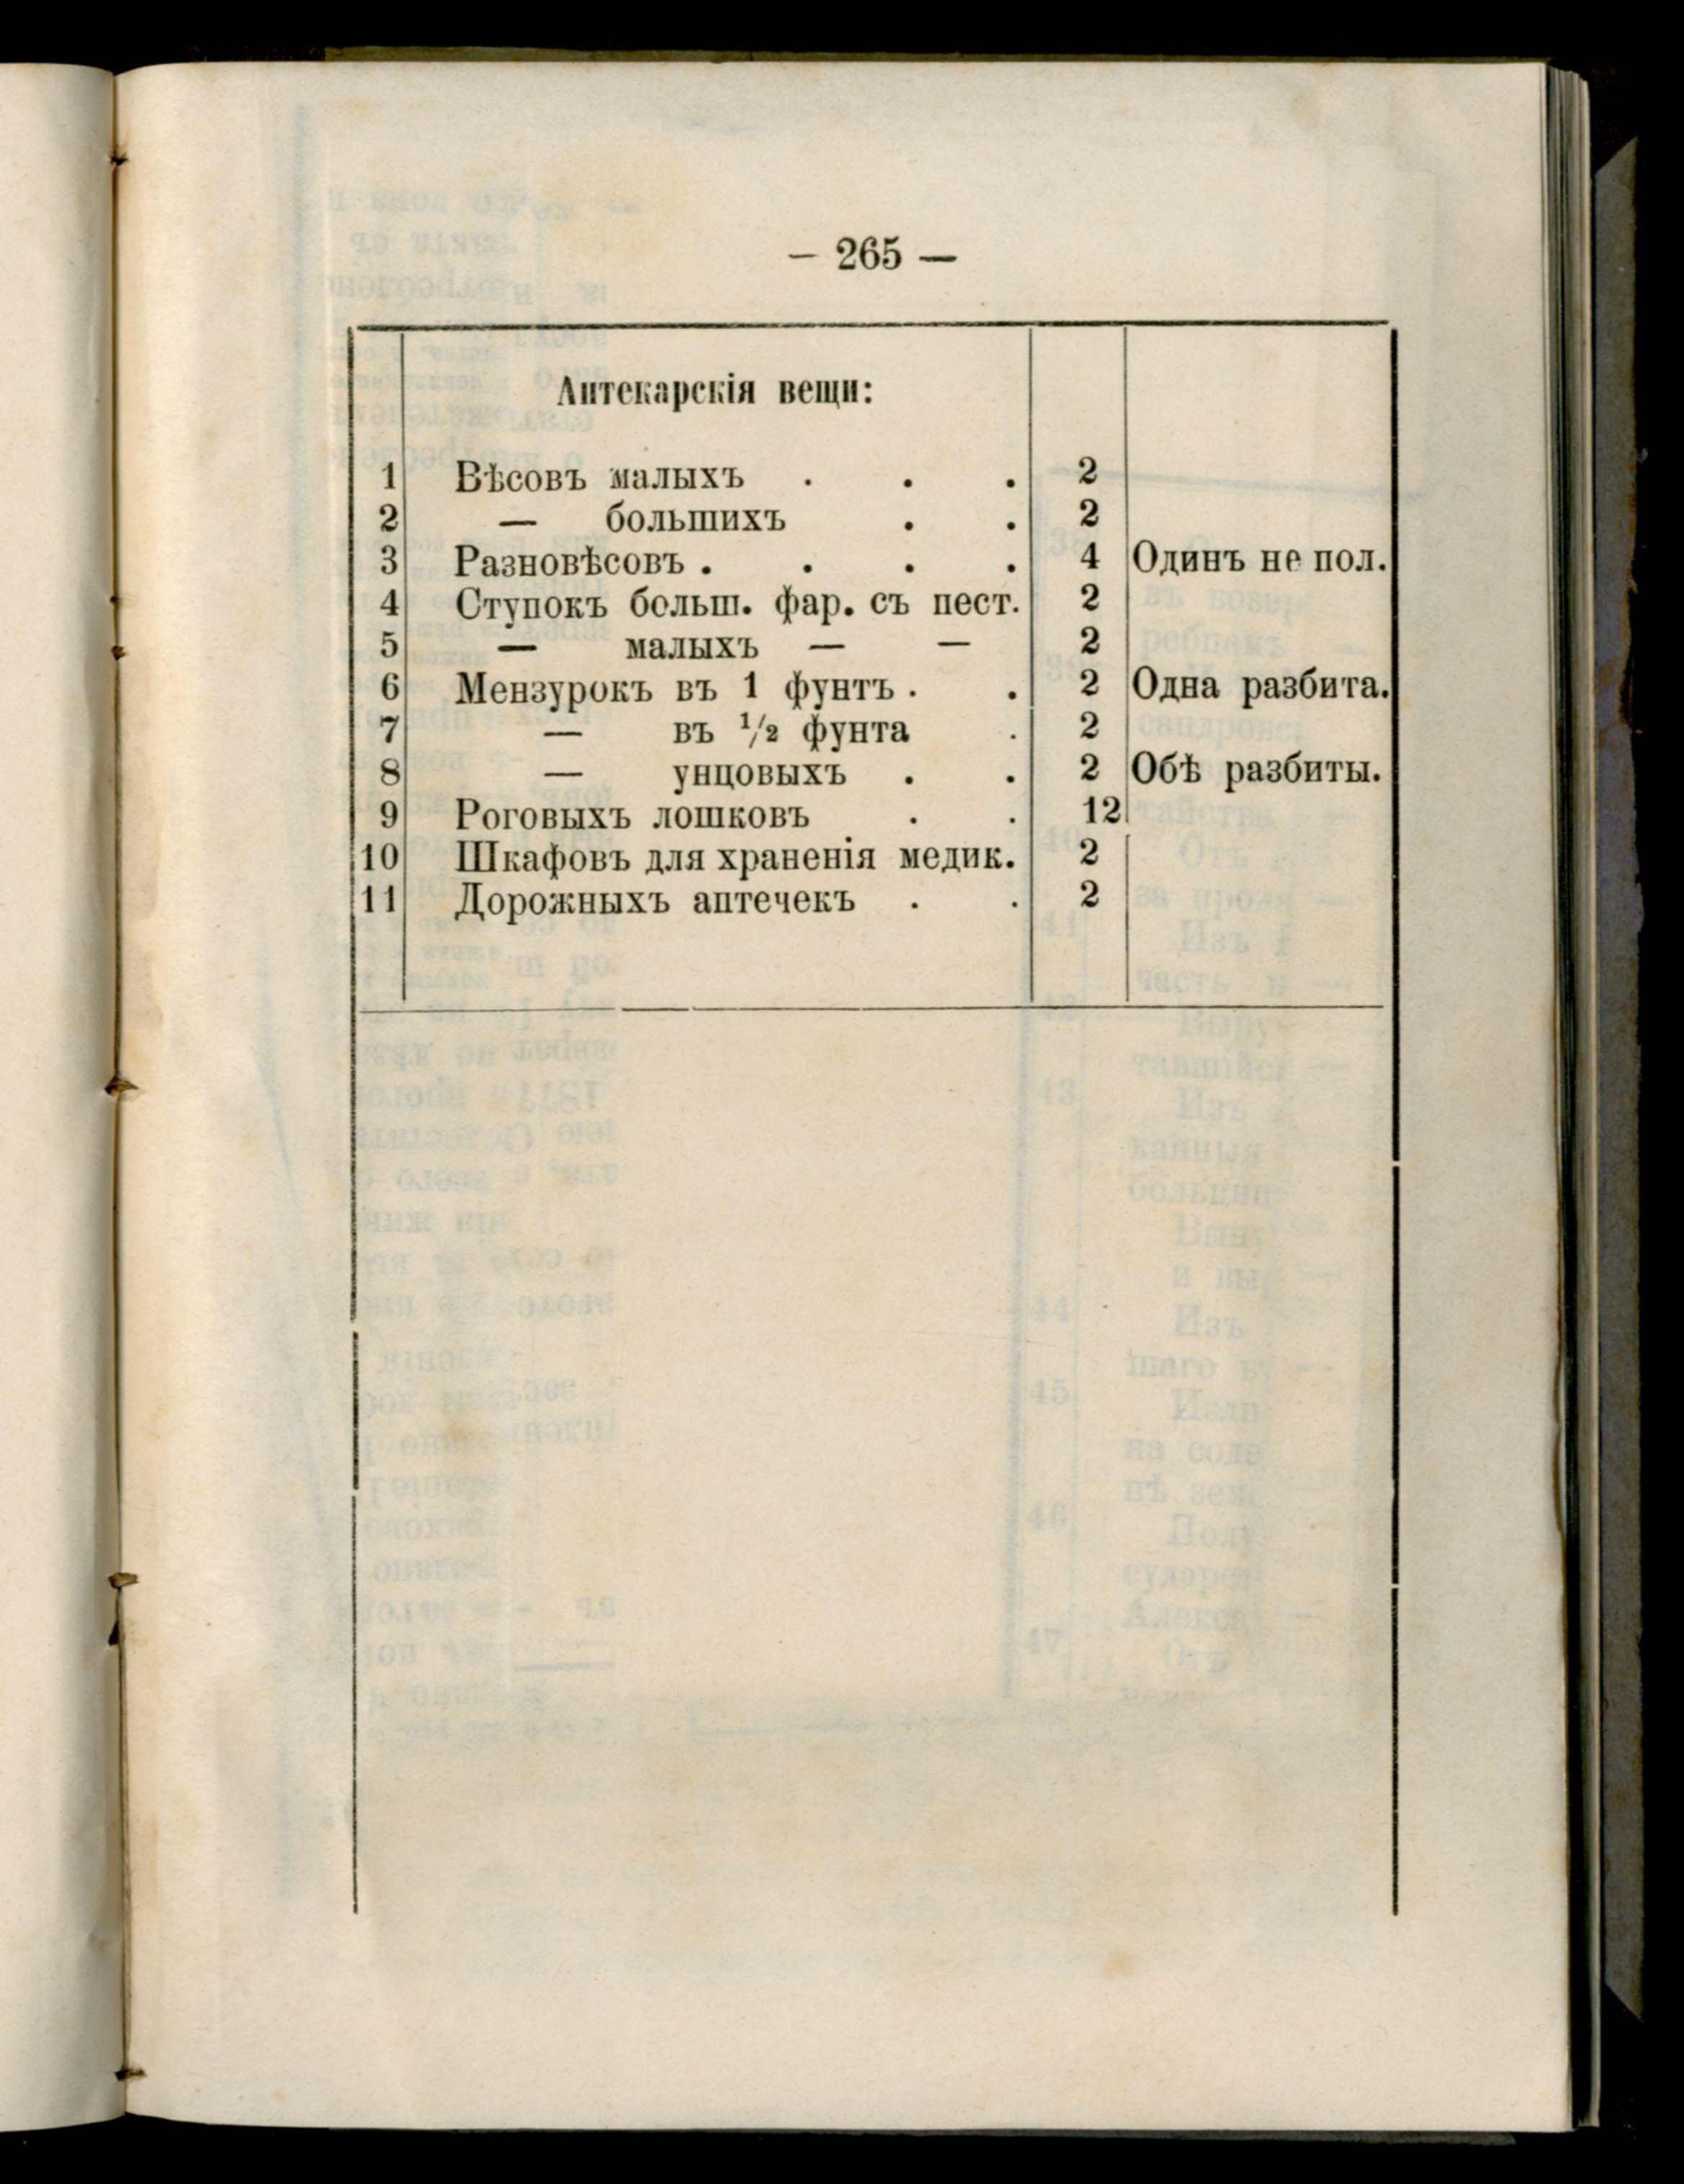 — 265 —
Аптекарскія вещи:
1 Вѣсовъ малыхъ . . . 2
2 — большихъ . . 2
3 Разновѣсовъ . . . . 4 Одинъ не пол.
4 Ступокъ больш. фар. съ пест. 2
5 — малыхъ — — 2
6 Мензурокъ въ 1 фунтъ . . 2 Одна разбита.
7 — въ ½ фунта . 2
8 — унцовыхъ . . 2 Обѣ разбиты.
9 Роговыхъ лошковъ . . 12
10 Шкафовъ для храненія медик. 2
11 Дорожныхъ аптечекъ . . 2